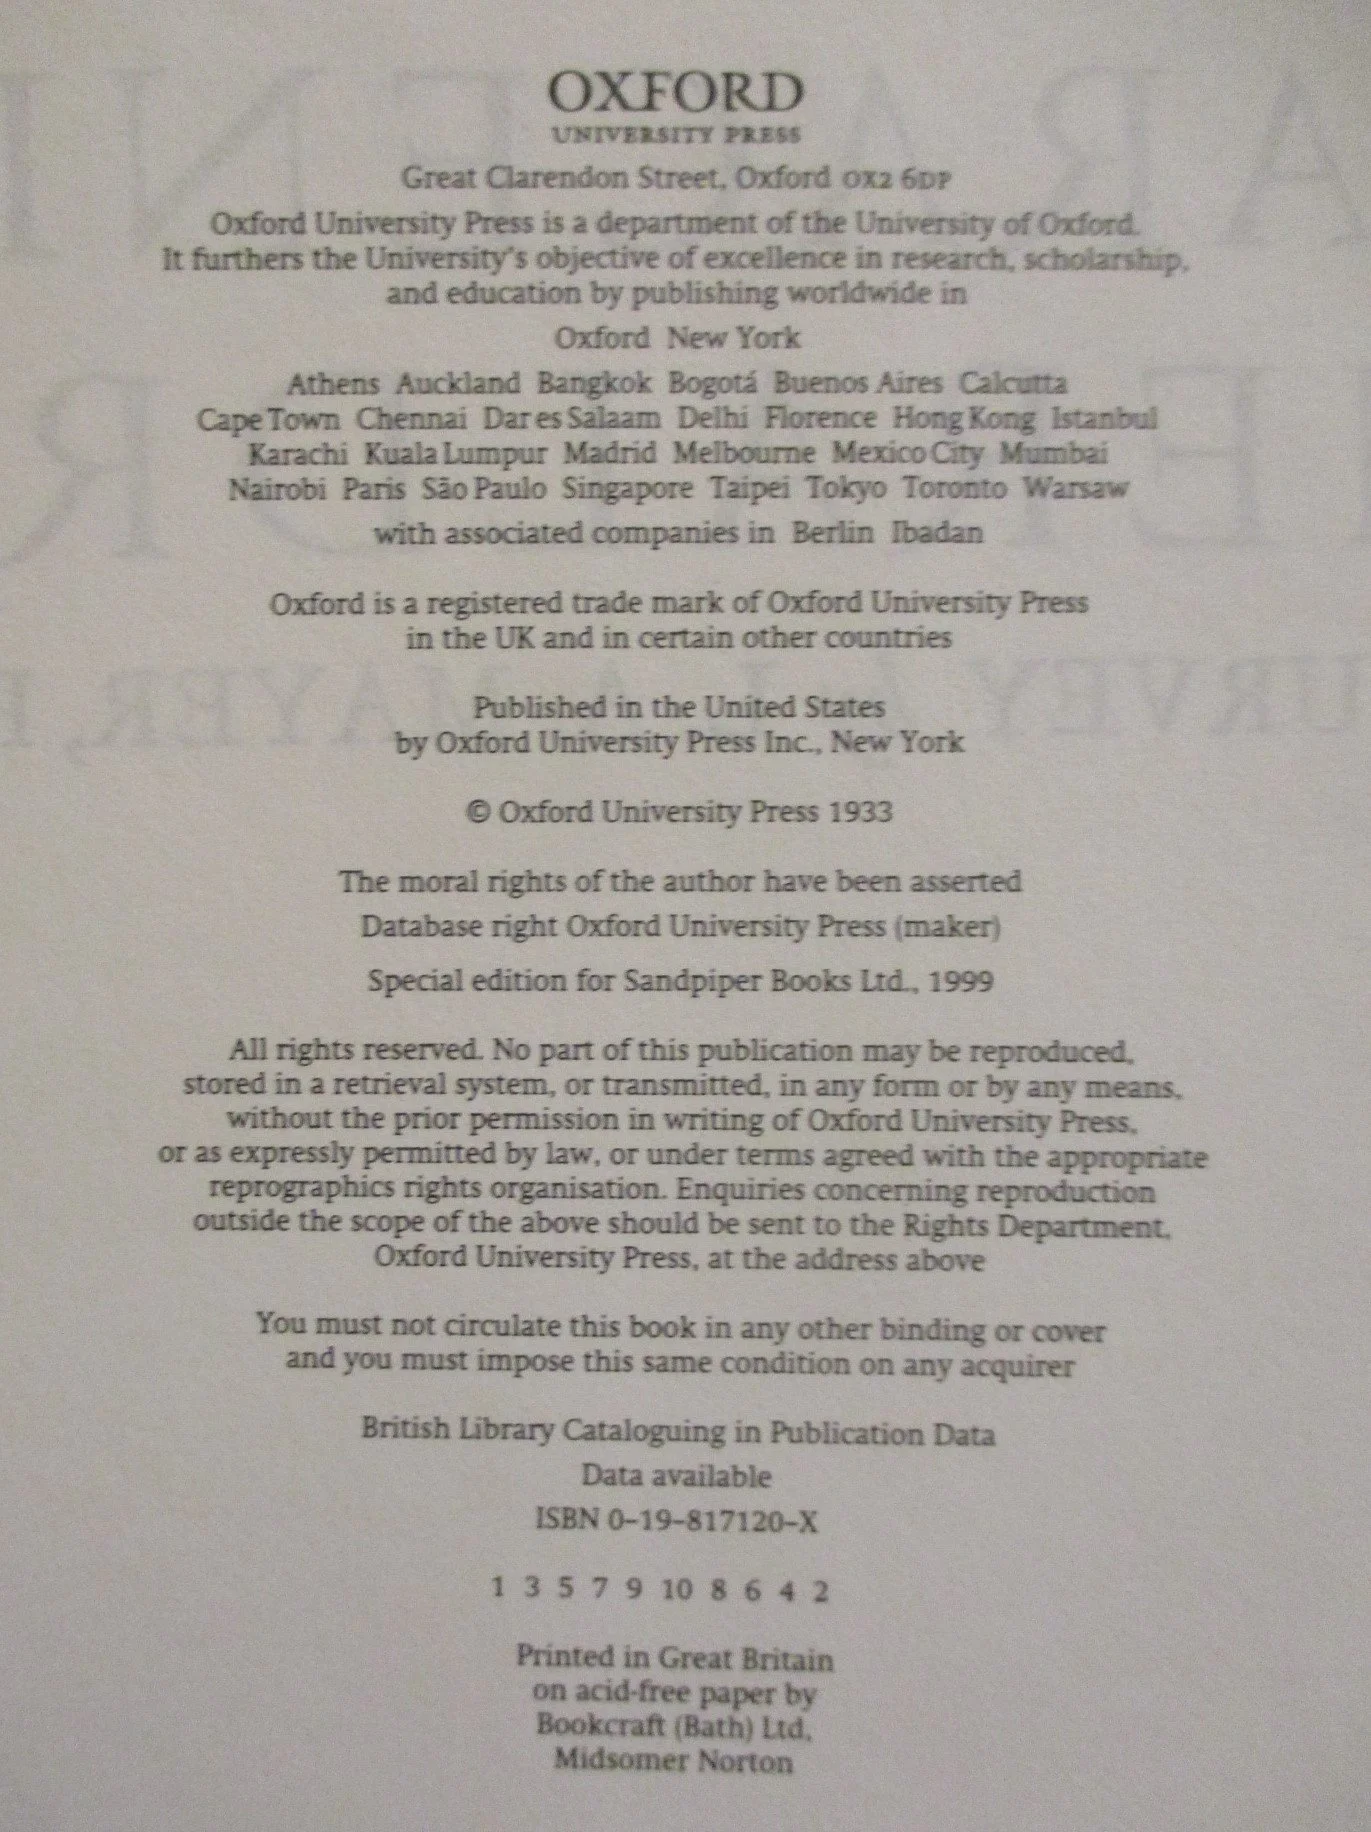 OXFORD
UNIVERSITY PRESS
Great Clarendon Street, Oxford OX2 6DP
Oxford University Press is a department of the University of Oxford.
It furthers the University's objective of excellence in research, scholarship,
and education by publishing worldwide in
Oxford New York
Athens Auckland Bangkok Bogotá Buenos Aires Calcutta
Cape Town Chennai Dar es Salaam Delhi Florence Hong Kong Istanbul
Karachi Kuala Lumpur Madrid Melbourne Mexico City Mumbai
Nairobi Paris São Paulo Singapore Taipei Tokyo Toronto Warsaw
with associated companies in Berlin Ibadan
Oxford is a registered trade mark of Oxford University Press
in the UK and in certain other countries
Published in the United States
by Oxford University Press Inc., New York
© Oxford University Press 1933
The moral rights of the author have been asserted
Database right Oxford University Press (maker)
Special edition for Sandpiper Books Ltd., 1999
All rights reserved. No part of this publication may be reproduced,
stored in a retrieval system, or transmitted, in any form or by any means,
without the prior permission in writing of Oxford University Press,
or as expressly permitted by law, or under terms agreed with the appropriate
reprographics rights organisation. Enquiries concerning reproduction
outside the scope of the above should be sent to the Rights Department,
Oxford University Press, at the address above
You must not circulate this book in any other binding or cover
and you must impose this same condition on any acquirer
British Library Cataloguing in Publication Data
Data available
ISBN 0-19-817120-X
1 3 5 7 9 10 8 6 4 2
Printed in Great Britain
on acid-free paper by
Bookcraft (Bath) Ltd,
Midsomer Norton